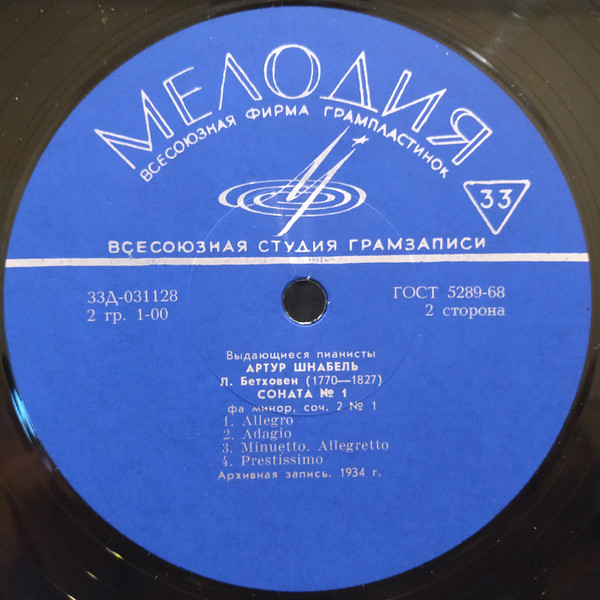 МЕЛОДИЯ
ВСЕСОЮЗНАЯ ФИРМА ГРАМПЛАСТИНОК
33
ВСЕСОЮЗНАЯ СТУДИЯ ГРАМЗАПИСИ
33Д-031128
ГОСТ 5289-68
2 гр. 1-00
2 сторона
Выдающиеся пианисты
АРТУР ШНАБЕЛЬ
Л. Бетховен (1770—1827)
СОНАТА № 1
фа минор, соч. 2 № 1
1. Allegro
2. Adagio
3. Minuetto. Allegretto
4. Prestissimo
Архивная запись. 1934 г.